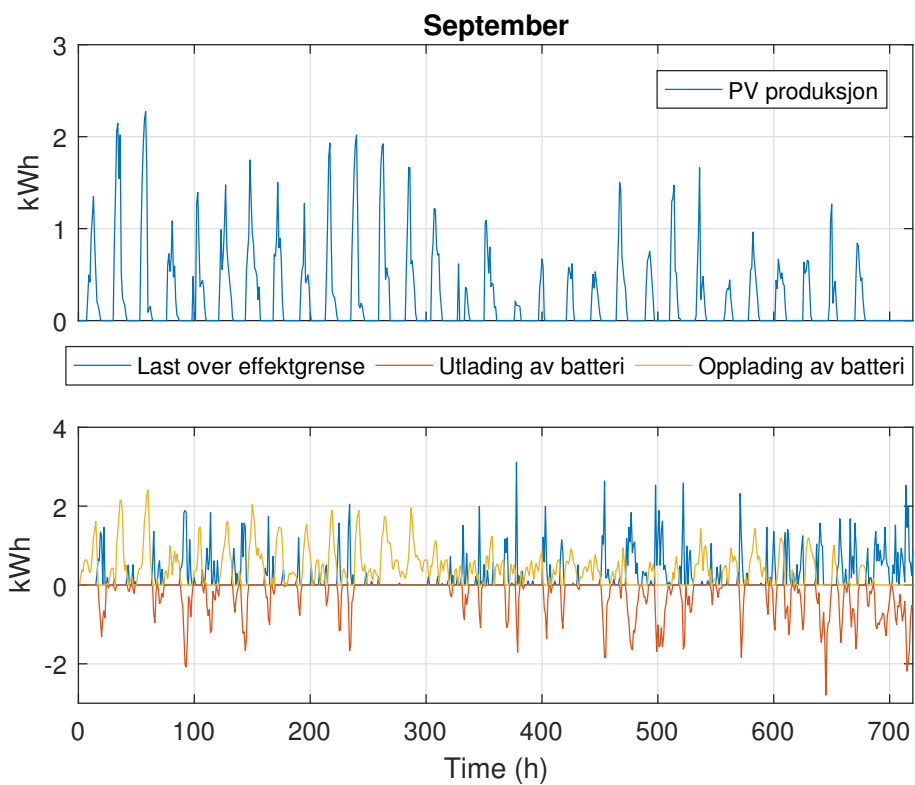 September
3
2
1
0
kWh
PV produksjon
Last over effektgrense
Utlading av batteri
Opplading av batteri
4
2
0
-2
kWh
0 100 200 300 400 500 600 700
Time (h)